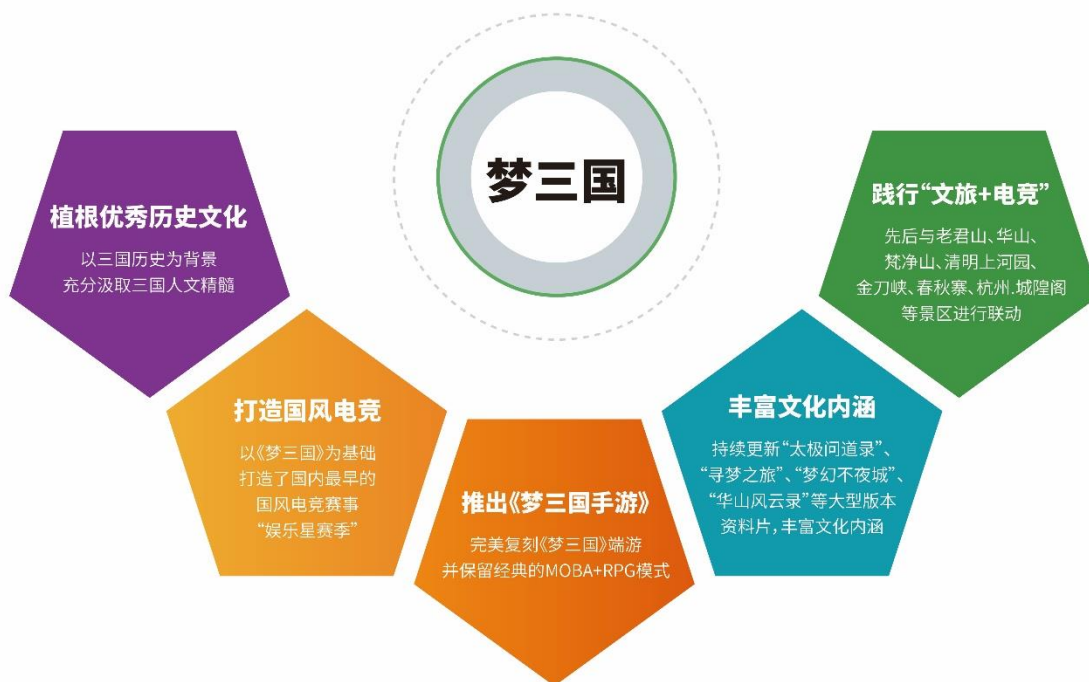 梦三国
植根优秀历史文化
以三国历史为背景
充分汲取三国人文精髓
打造国风电竞
以《梦三国》为基础
打造了国内最早的
国风电竞赛事
“娱乐星赛季”
推出《梦三国手游》
完美复刻《梦三国》端游
并保留经典的MOBA+RPG模式
丰富文化内涵
持续更新“太极问道录”、
“寻梦之旅”、“梦幻不夜城”、
“华山风云录”等大型版本
资料片,丰富文化内涵
践行“文旅+电竞”
先后与老君山、华山、
梵净山、清明上河园、
金刀峡、春秋寨、杭州.城隍阁
等景区进行联动